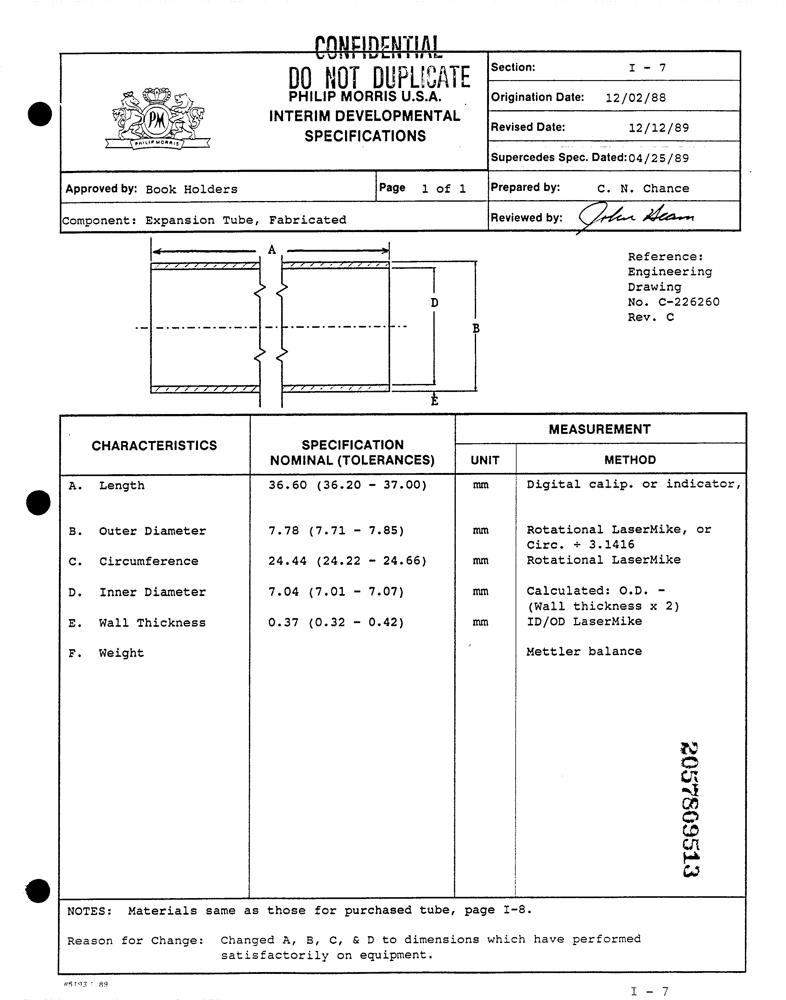 CONFIDENTIAL
DO NOT DUPLICATE
PHILIP MORRIS U.S.A.
INTERIM DEVELOPMENTAL
SPECIFICATIONS
PM
PHILIP MORRIS
Section: I - 7
Origination Date: 12/02/88
Revised Date: 12/12/89
Supercedes Spec. Dated: 04/25/89
Approved by: Book Holders Page 1 of 1 Prepared by: C. N. Chance
Component: Expansion Tube, Fabricated Reviewed by: John
A
D
B
E
Reference:
Engineering
Drawing
No. C-226260
Rev. C
CHARACTERISTICS
SPECIFICATION
NOMINAL (TOLERANCES)
MEASUREMENT
UNIT METHOD
A. Length 36.60 (36.20 - 37.00) mm Digital calip. or indicator,
B. Outer Diameter 7.78 (7.71 - 7.85) mm Rotational LaserMike, or
Circ. ÷ 3.1416
C. Circumference 24.44 (24.22 - 24.66) mm Rotational LaserMike
D. Inner Diameter 7.04 (7.01 - 7.07) mm Calculated: O.D. -
(Wall thickness x 2)
E. Wall Thickness 0.37 (0.32 - 0.42) mm ID/OD LaserMike
F. Weight Mettler balance
2057809513
NOTES: Materials same as those for purchased tube, page I-8.
Reason for Change: Changed A, B, C, & D to dimensions which have performed
satisfactorily on equipment.
I - 7